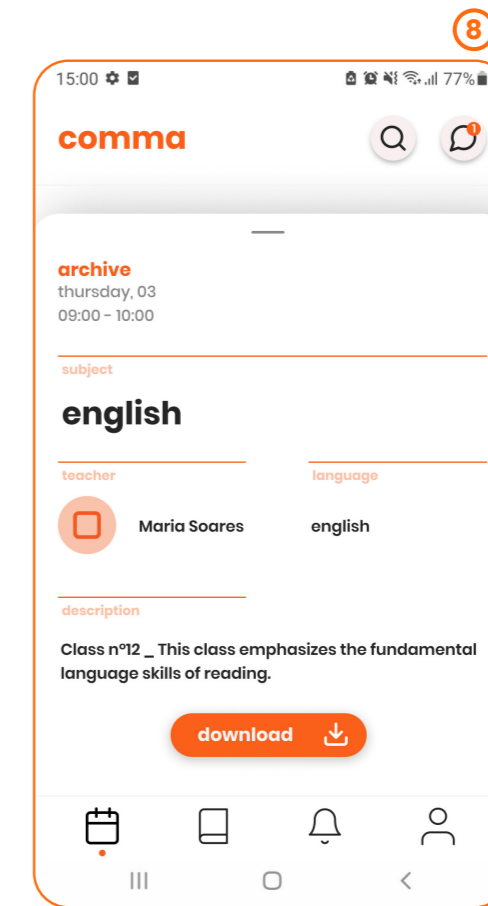 8
15:00 77%
comma
1
archive
thursday, 03
09:00 - 10:00
subject
english
teacher language
Maria Soares english
description
Class nº12 _ This class emphasizes the fundamental
language skills of reading.
download